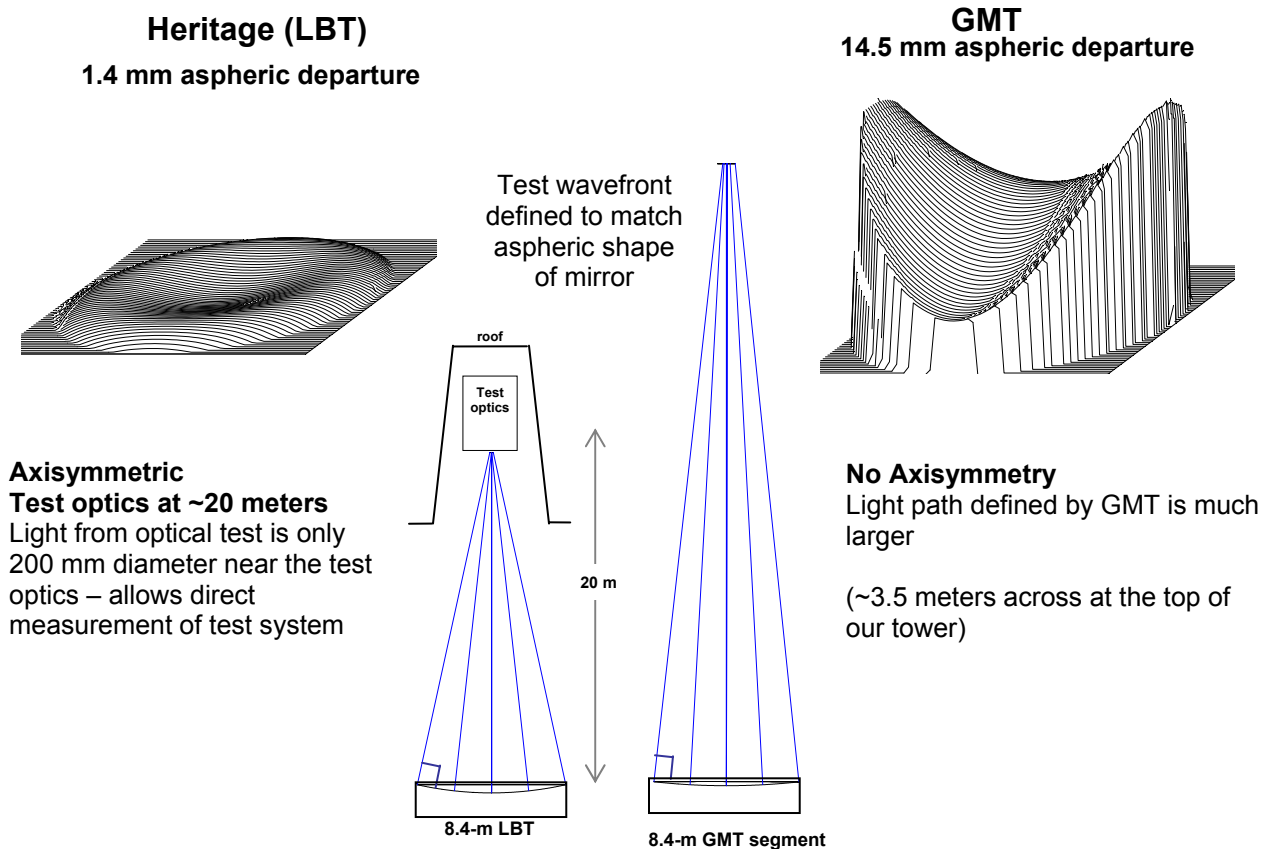 Heritage (LBT)
1.4 mm aspheric departure
GMT
14.5 mm aspheric departure
Test wavefront
defined to match
aspheric shape
of mirror
roof
Test
optics
Axisymmetric
Test optics at ~20 meters
Light from optical test is only
200 mm diameter near the test
optics – allows direct
measurement of test system
20 m
No Axisymmetry
Light path defined by GMT is much
larger
(~3.5 meters across at the top of
our tower)
8.4-m LBT
8.4-m GMT segment